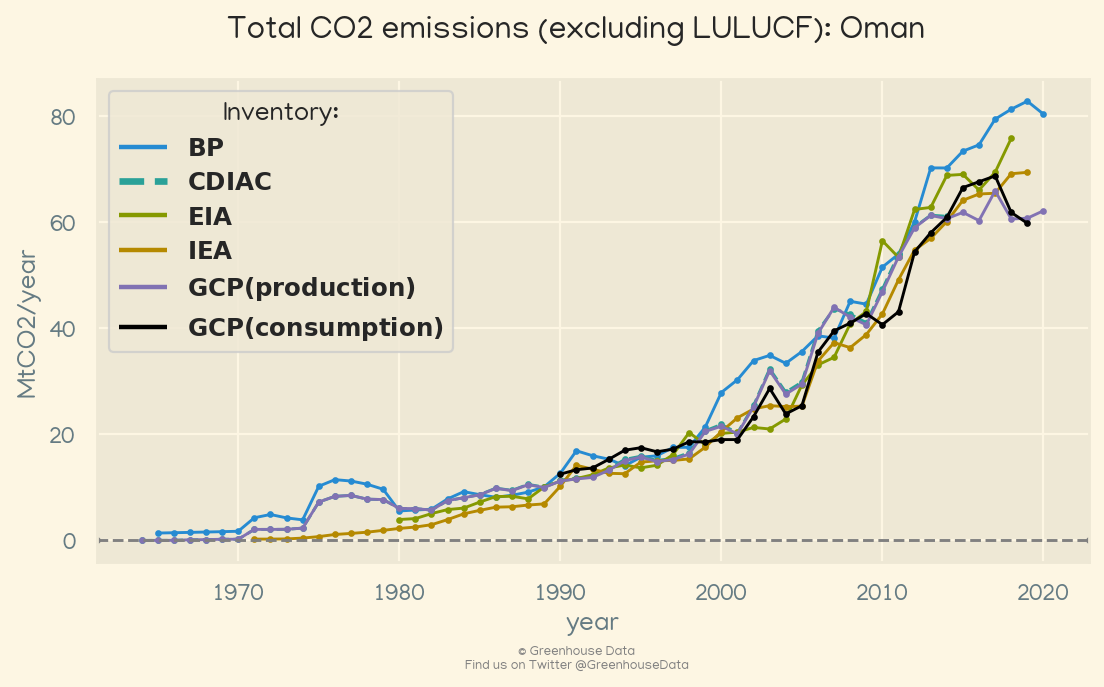 Total CO2 emissions (excluding LULUCF): Oman
Inventory:
BP
CDIAC
EIA
IEA
GCP(production)
GCP(consumption)
MtCO2/year
80
60
40
20
0
1970 1980 1990 2000 2010 2020
year
© Greenhouse Data
Find us on Twitter @GreenhouseData